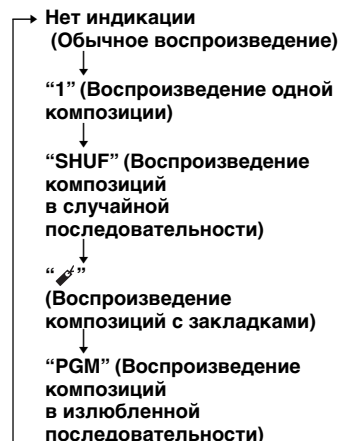 Нет индикации
(Обычное воспроизведение)
“1” (Воспроизведение одной
композиции)
“SHUF” (Воспроизведение
композиций
в случайной
последовательности)
“ ”
(Воспроизведение
композиций с закладками)
“PGM” (Воспроизведение
композиций
в излюбленной
последовательности)